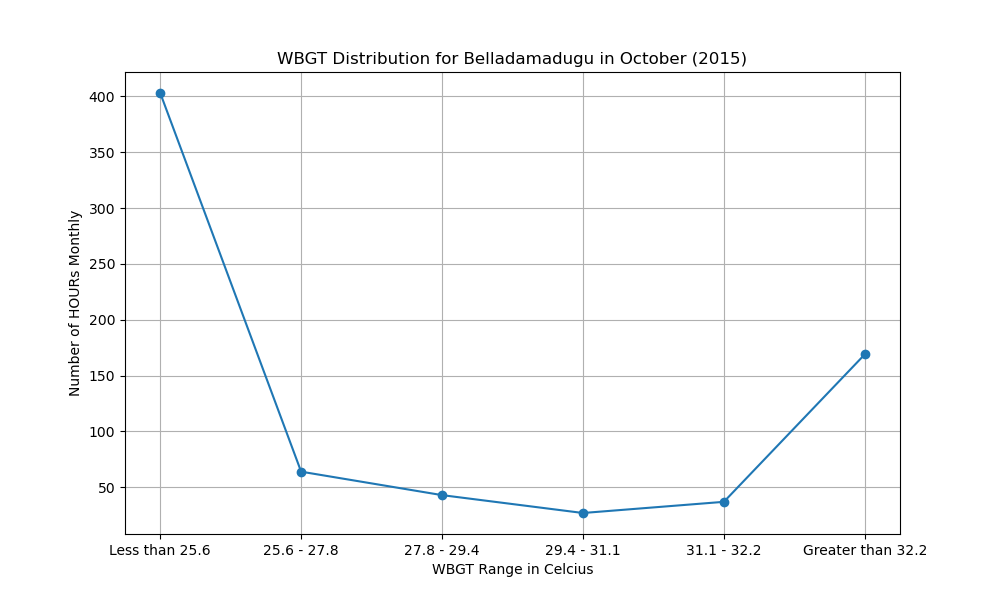 WBGT Distribution for Belladamadugu in October (2015)
Number of HOURs Monthly
400
350
300
250
200
150
100
50
Less than 25.6
25.6 - 27.8
27.8 - 29.4
29.4 - 31.1
31.1 - 32.2
Greater than 32.2
WBGT Range in Celcius